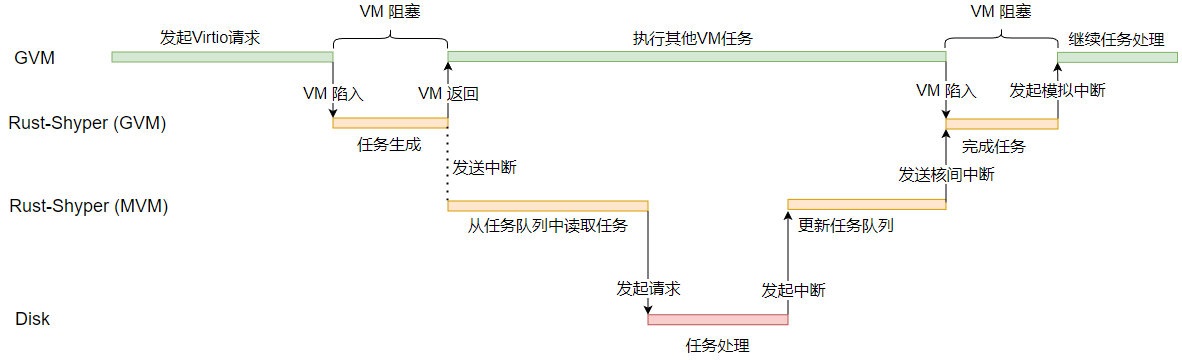 VM 阻塞
VM 阻塞
发起Virtio请求
执行其他VM任务
继续任务处理
GVM
VM 陷入
VM 返回
VM 陷入
发起模拟中断
Rust-Shyper (GVM)
任务生成
完成任务
发送中断
发送核间中断
Rust-Shyper (MVM)
从任务队列中读取任务
更新任务队列
发起请求
发起中断
Disk
任务处理